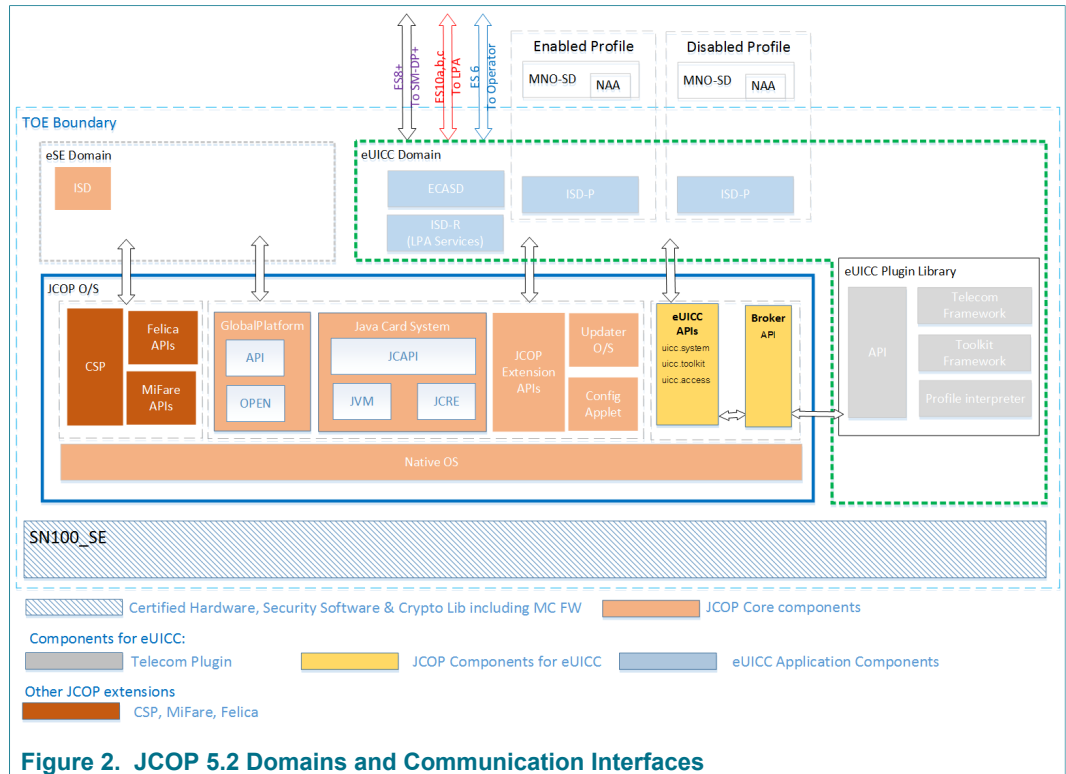 ES8+
To SM-DP+
ES10a,b,c
To LPA
ES.6
To Operator
Enabled Profile
MNO-SD
NAA
Disabled Profile
MNO-SD
NAA
TOE Boundary
eSE Domain
ISD
eUICC Domain
ECASD
ISD-R
(LPA Services)
ISD-P
ISD-P
JCOP O/S
CSP
Felica
APIs
MiFare
APIs
GlobalPlatform
API
OPEN
Java Card System
JCAPI
JVM
JCRE
JCOP
Extension
APIs
Updater
O/S
Config
Applet
eUICC
APIs
uicc.system
uicc.toolkit
uicc.access
Broker
API
eUICC Plugin Library
API
Telecom
Framework
Toolkit
Framework
Profile interpreter
Native OS
SN100_SE
Certified Hardware, Security Software & Crypto Lib including MC FW
JCOP Core components
Components for eUICC:
Telecom Plugin
JCOP Components for eUICC
eUICC Application Components
Other JCOP extensions
CSP, MiFare, Felica
Figure 2. JCOP 5.2 Domains and Communication Interfaces